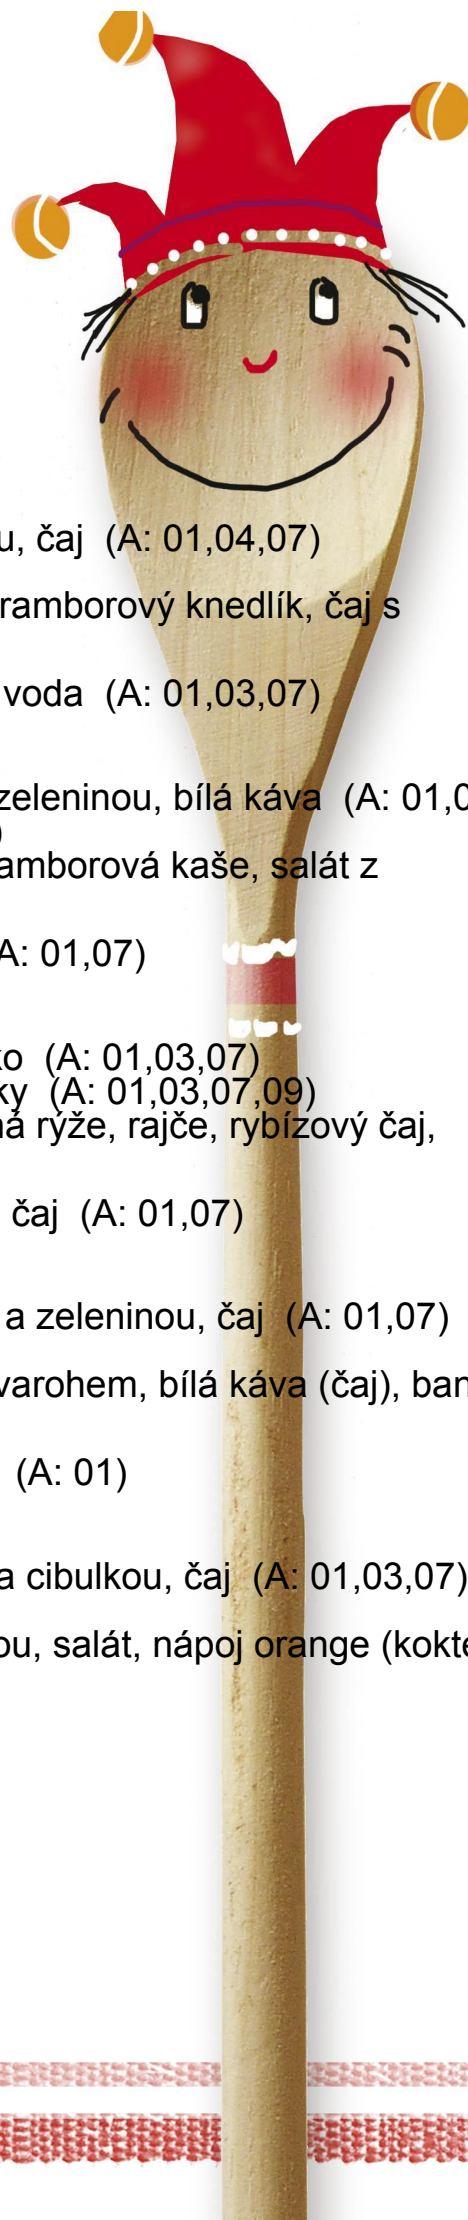 u, čaj (A: 01,04,07)
ramborový knedlík, čaj s
voda (A: 01,03,07)
zeleninou, bílá káva (A: 01,0
)
amborová kaše, salát z
A: 01,07)
ko (A: 01,03,07)
ky (A: 01,03,07,09)
ná rýže, rajče, rybízový čaj,
čaj (A: 01,07)
a zeleninou, čaj (A: 01,07)
varohem, bílá káva (čaj), ban
(A: 01)
a cibulkou, čaj (A: 01,03,07)
ou, salát, nápoj orange (kokte